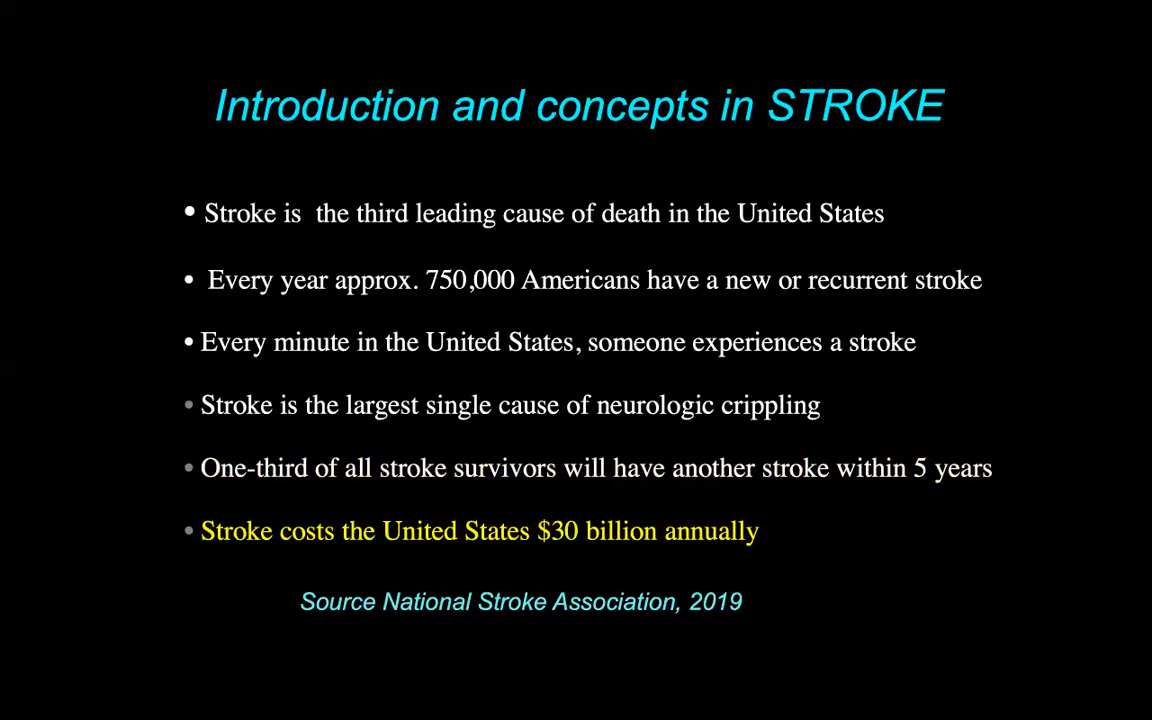 Introduction and concepts in STROKE
• Stroke is the third leading cause of death in the United States
• Every year approx. 750,000 Americans have a new or recurrent stroke
• Every minute in the United States, someone experiences a stroke
• Stroke is the largest single cause of neurologic crippling
• One-third of all stroke survivors will have another stroke within 5 years
• Stroke costs the United States $30 billion annually
Source National Stroke Association, 2019